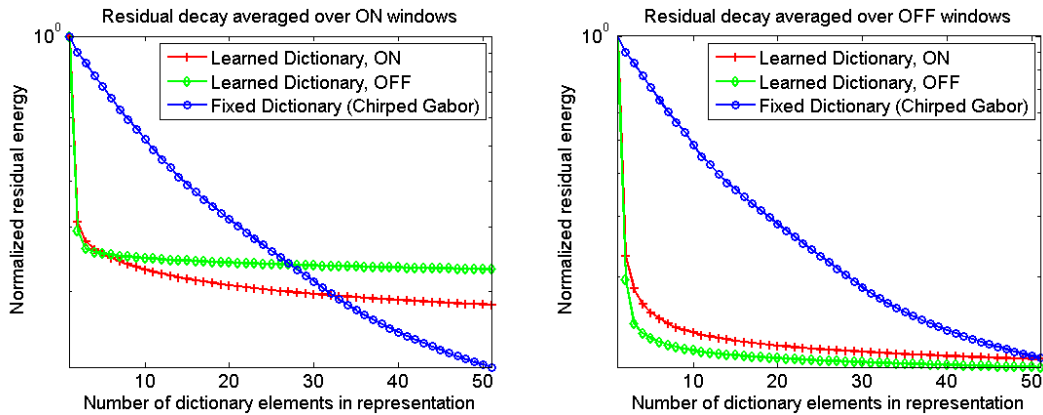 Residual decay averaged over ON windows
10^0
Learned Dictionary, ON
Learned Dictionary, OFF
Fixed Dictionary (Chirped Gabor)
Normalized residual energy
10 20 30 40 50
Number of dictionary elements in representation
Residual decay averaged over OFF windows
10^0
Learned Dictionary, ON
Learned Dictionary, OFF
Fixed Dictionary (Chirped Gabor)
Normalized residual energy
10 20 30 40 50
Number of dictionary elements in representation